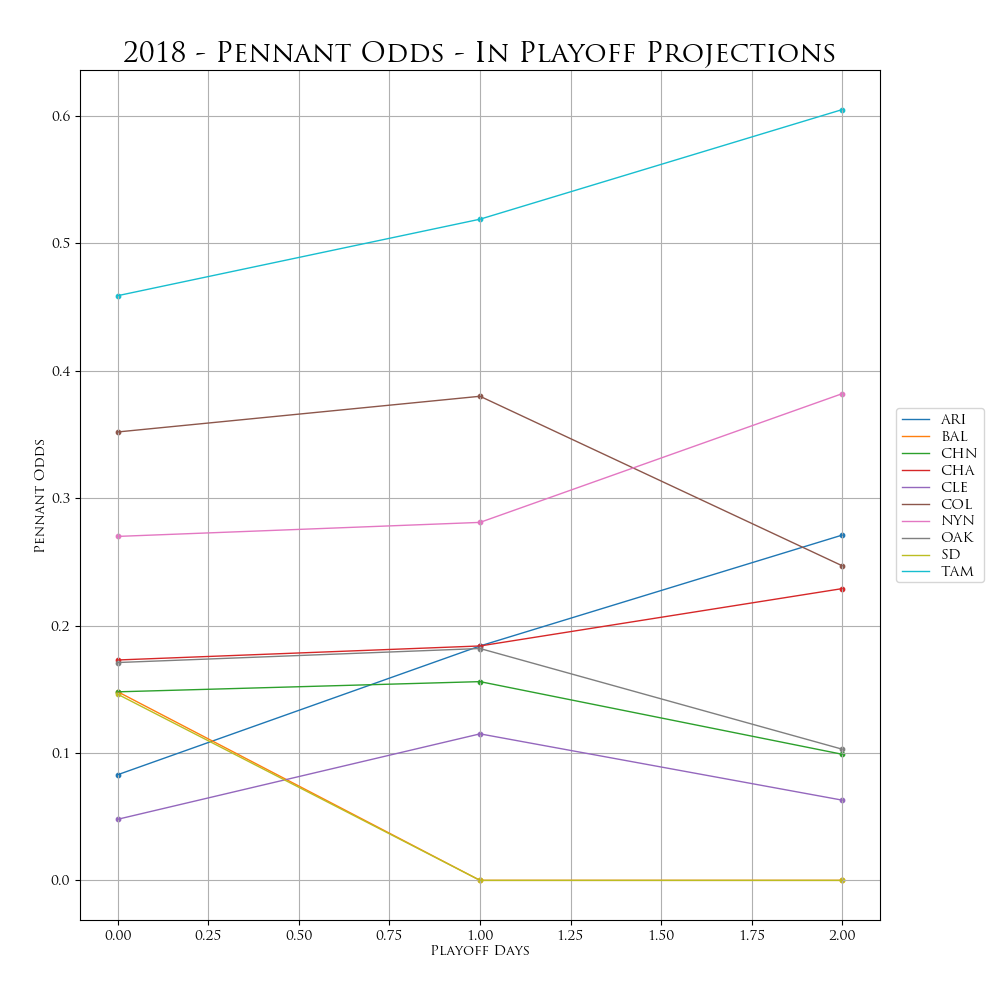 2018 - Pennant Odds - In Playoff Projections
0.6
0.5
0.4
0.3
0.2
0.1
0.0
Pennant Odds
0.00 0.25 0.50 0.75 1.00 1.25 1.50 1.75 2.00
Playoff Days
ARI
BAL
CHN
CHA
CLE
COL
NYN
OAK
SD
TAM